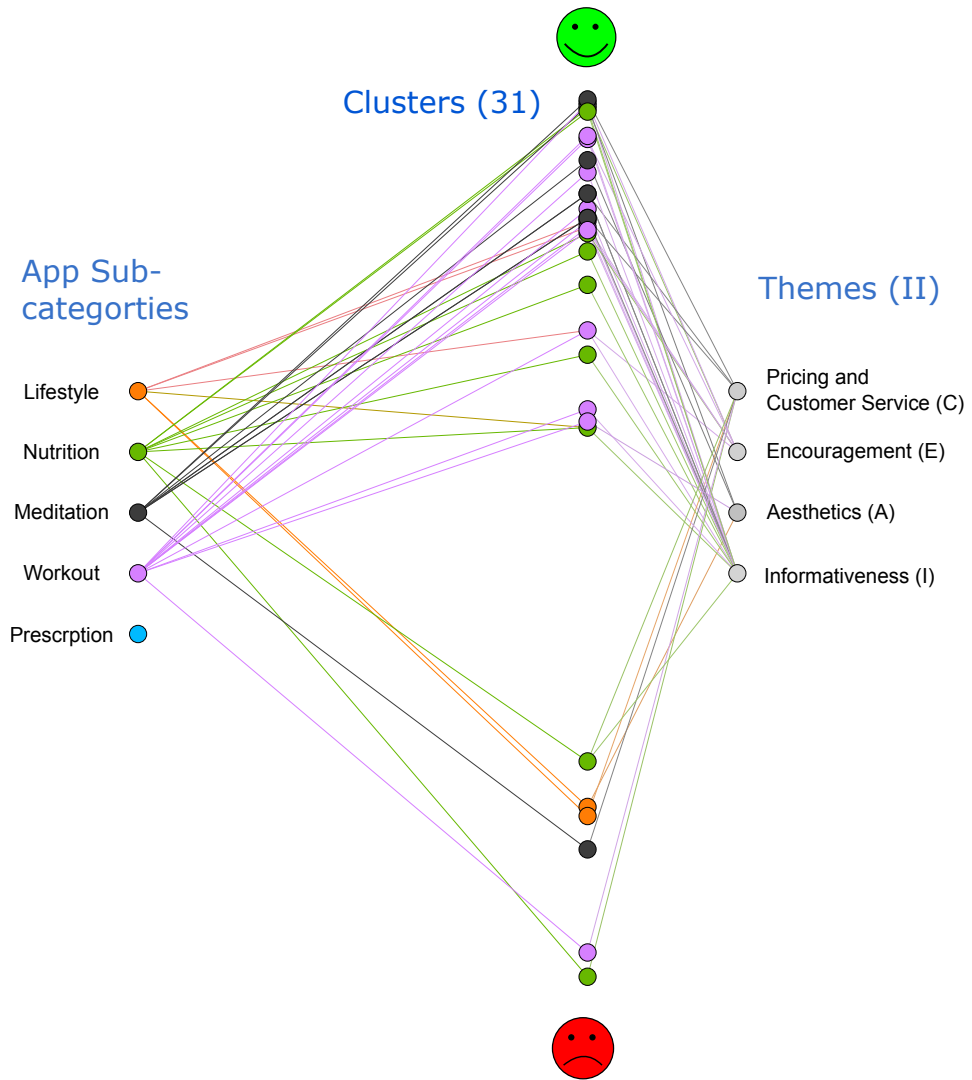 Clusters (31)
App Sub-
categorties
Lifestyle
Nutrition
Meditation
Workout
Prescrption
Themes (II)
Pricing and
Customer Service (C)
Encouragement (E)
Aesthetics (A)
Informativeness (I)